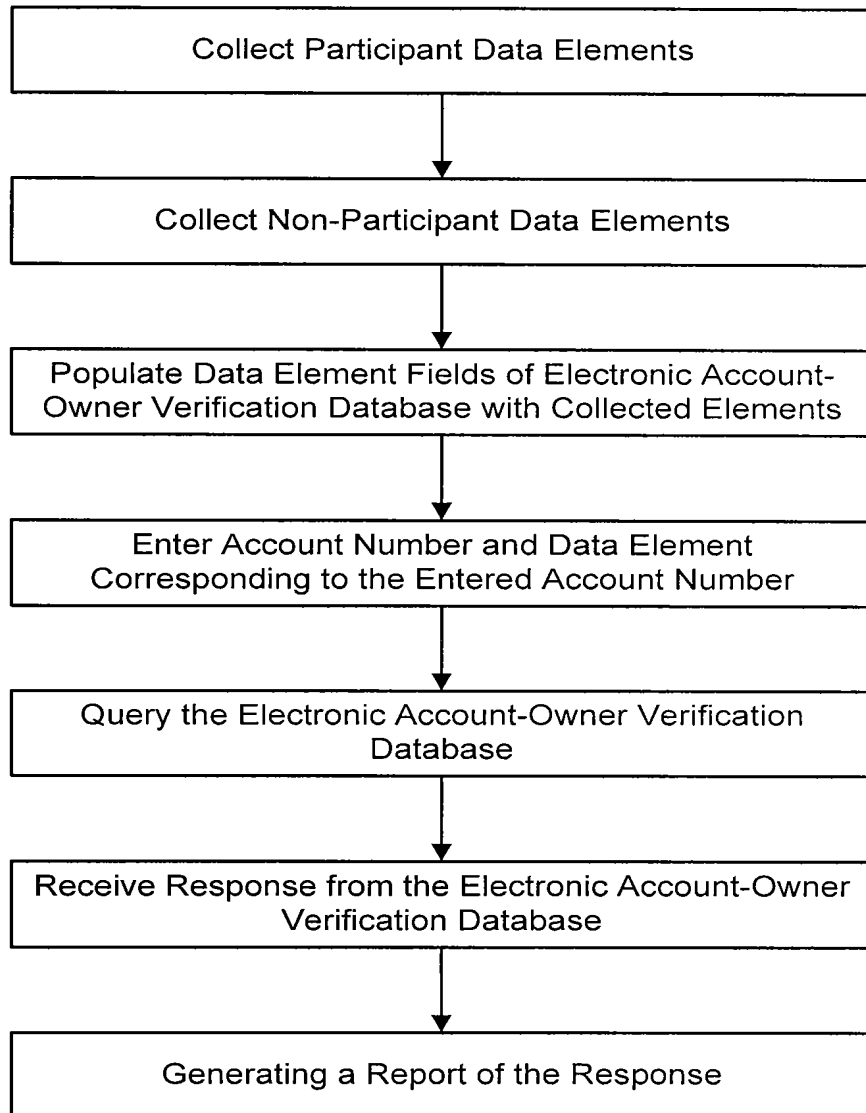 Collect Participant Data Elements
Collect Non-Participant Data Elements
Populate Data Element Fields of Electronic Account-
Owner Verification Database with Collected Elements
Enter Account Number and Data Element
Corresponding to the Entered Account Number
Query the Electronic Account-Owner Verification
Database
Receive Response from the Electronic Account-Owner
Verification Database
Generating a Report of the Response